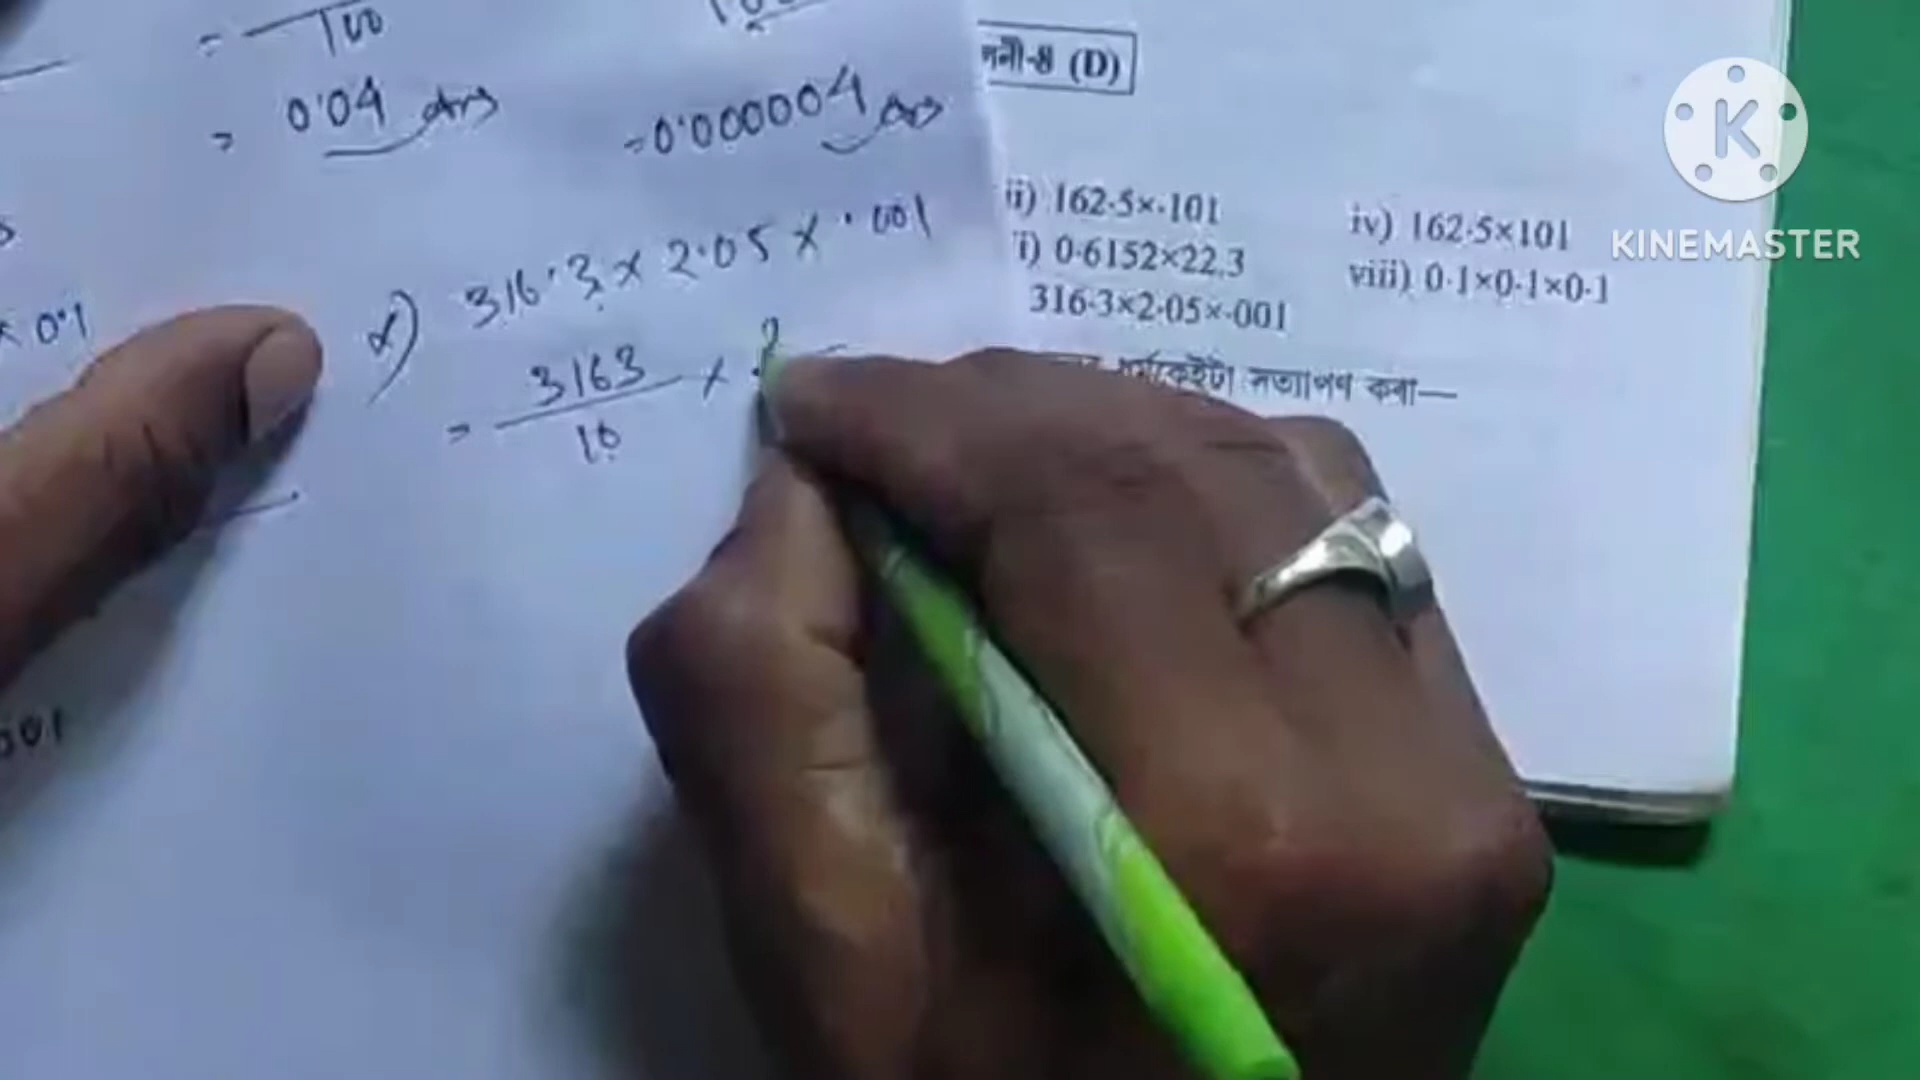 = 100
= 0.04 Ans
= 0.000004 Ans
x) 316.3 × 2.05 × .001
= 3163 / 10 ×
× 0.1
001
-8 (D)
ii) 162.5×.101
iv) 162.5×101
i) 0.6152×22.3
viii) 0.1×0.1×0.1
316.3×2.05×.001
সত্যাপন কৰা—
K
KINEMASTER